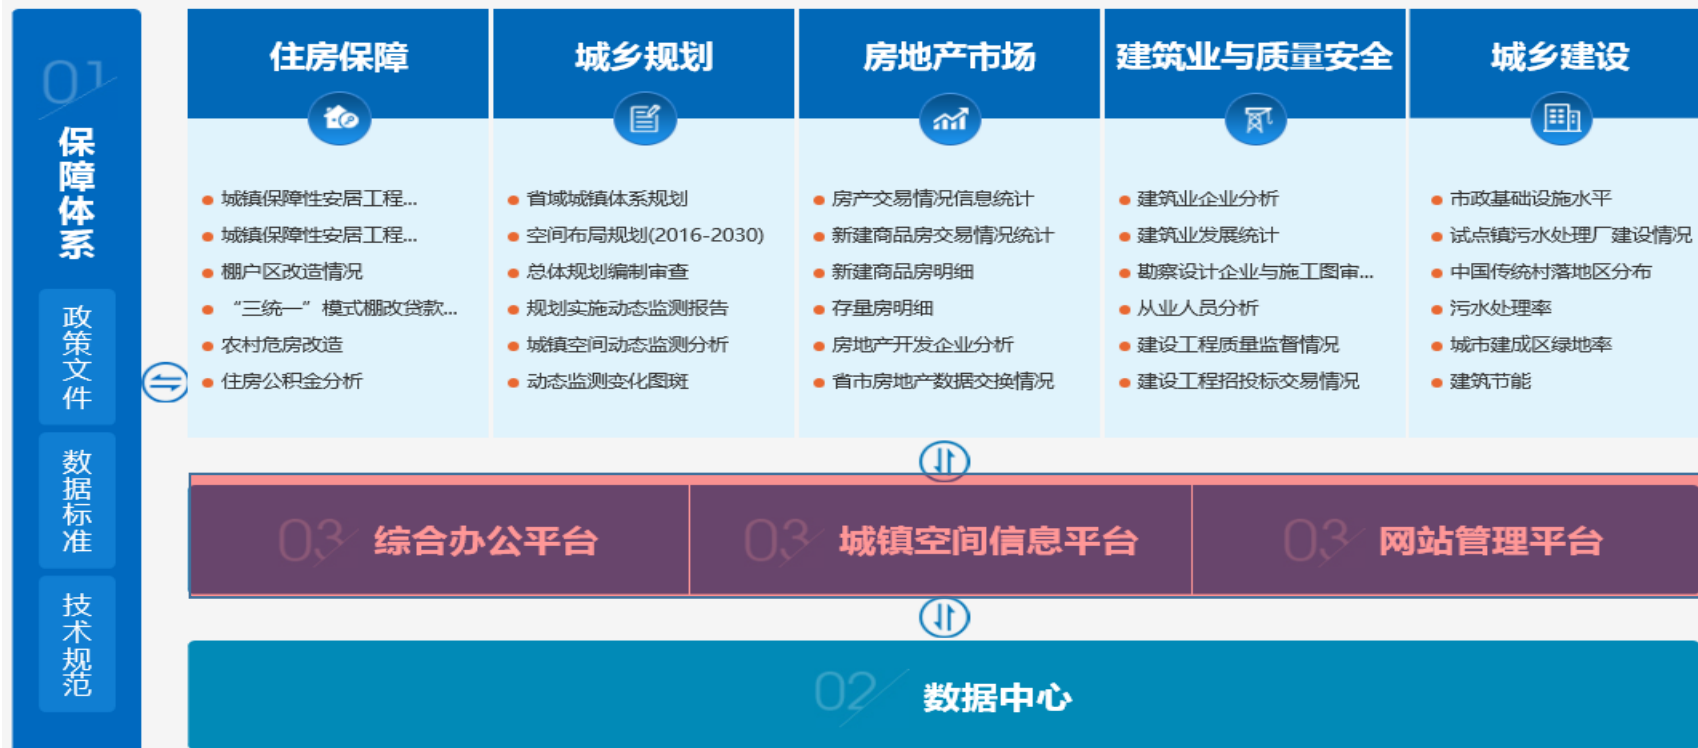 01
保障体系
政策文件
数据标准
技术规范
住房保障
城镇保障性安居工程...
城镇保障性安居工程...
棚户区改造情况
“三统一”模式棚改贷款...
农村危房改造
住房公积金分析
城乡规划
省域城镇体系规划
空间布局规划(2016-2030)
总体规划编制审查
规划实施动态监测报告
城镇空间动态监测分析
动态监测变化图斑
房地产市场
房产交易情况信息统计
新建商品房交易情况统计
新建商品房明细
存量房明细
房地产开发企业分析
省市房地产数据交换情况
建筑业与质量安全
建筑业企业分析
建筑业发展统计
勘察设计企业与施工图审...
从业人员分析
建设工程质量监督情况
建设工程招投标交易情况
城乡建设
市政基础设施水平
试点镇污水处理厂建设情况
中国传统村落地区分布
污水处理率
城市建成区绿地率
建筑节能
03 综合办公平台
03 城镇空间信息平台
03 网站管理平台
02 数据中心